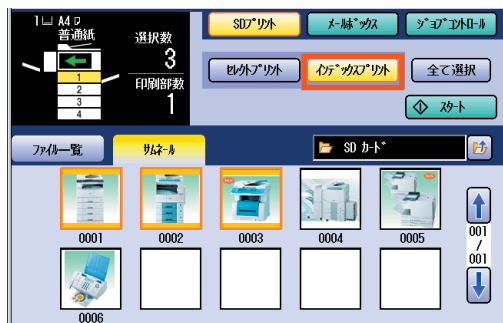 1 A4
普通紙
1
2
3
4
選択数
3
印刷部数
1
SDﾌﾟﾘﾝﾄ
ﾒｰﾙﾎﾞｯｸｽ
ｼﾞｮﾌﾞｺﾝﾄﾛｰﾙ
ｾﾚｸﾄﾌﾟﾘﾝﾄ
ｲﾝﾃﾞｯｸｽﾌﾟﾘﾝﾄ
全て選択
ｽﾀｰﾄ
ﾌｧｲﾙ一覧
ｻﾑﾈｰﾙ
SD ｶｰﾄﾞ
0001
0002
0003
0004
0005
0006
001
/
001